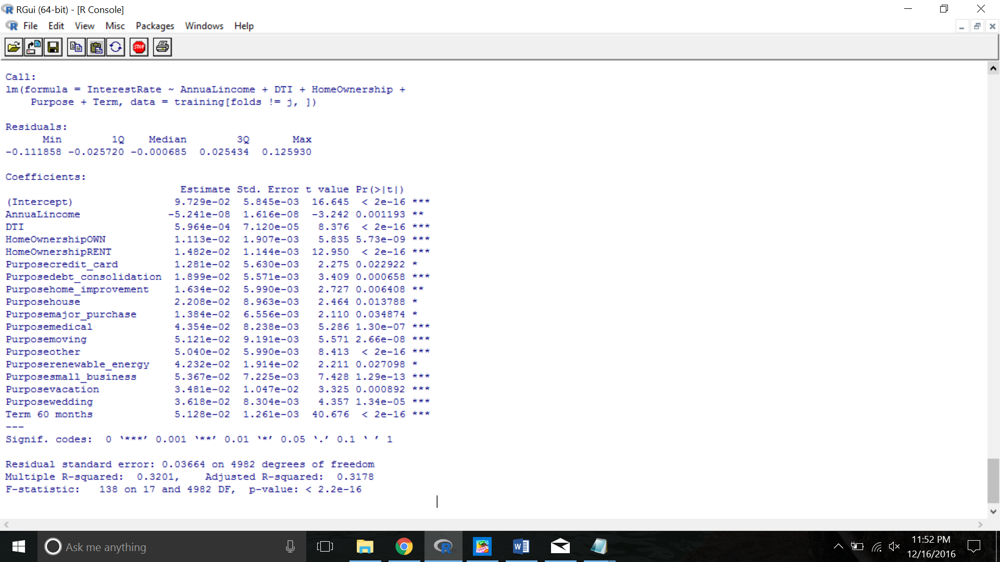 RGui (64-bit) - [R Console]
File Edit View Misc Packages Windows Help
STOP
Call:
lm(formula = InterestRate ~ AnnuaLincome + DTI + HomeOwnership +
    Purpose + Term, data = training[folds != j, ])
Residuals:
      Min        1Q    Median        3Q       Max
-0.111858 -0.025720 -0.000685  0.025434  0.125930
Coefficients:
                            Estimate Std. Error t value Pr(>|t|)
(Intercept)                9.729e-02  5.845e-03  16.645  < 2e-16 ***
AnnuaLincome              -5.241e-08  1.616e-08  -3.242 0.001193 **
DTI                        5.964e-04  7.120e-05   8.376  < 2e-16 ***
HomeOwnershipOWN           1.113e-02  1.907e-03   5.835 5.73e-09 ***
HomeOwnershipRENT          1.482e-02  1.144e-03  12.950  < 2e-16 ***
Purposecredit_card         1.281e-02  5.630e-03   2.275 0.022922 *
Purposedebt_consolidation  1.899e-02  5.571e-03   3.409 0.000658 ***
Purposehome_improvement    1.634e-02  5.990e-03   2.727 0.006408 **
Purposehouse               2.208e-02  8.963e-03   2.464 0.013788 *
Purposemajor_purchase      1.384e-02  6.556e-03   2.110 0.034874 *
Purposemedical             4.354e-02  8.238e-03   5.286 1.30e-07 ***
Purposemoving              5.121e-02  9.191e-03   5.571 2.66e-08 ***
Purposeother               5.040e-02  5.990e-03   8.413  < 2e-16 ***
Purposerenewable_energy    4.232e-02  1.914e-02   2.211 0.027098 *
Purposesmall_business      5.367e-02  7.225e-03   7.428 1.29e-13 ***
Purposevacation            3.481e-02  1.047e-02   3.325 0.000892 ***
Purposewedding             3.618e-02  8.304e-03   4.357 1.34e-05 ***
Term 60 months             5.128e-02  1.261e-03  40.676  < 2e-16 ***
---
Signif. codes:  0 ‘***’ 0.001 ‘**’ 0.01 ‘*’ 0.05 ‘.’ 0.1 ‘ ’ 1
Residual standard error: 0.03664 on 4982 degrees of freedom
Multiple R-squared:  0.3201,    Adjusted R-squared:  0.3178
F-statistic:   138 on 17 and 4982 DF,  p-value: < 2.2e-16
Ask me anything
11:52 PM
12/16/2016